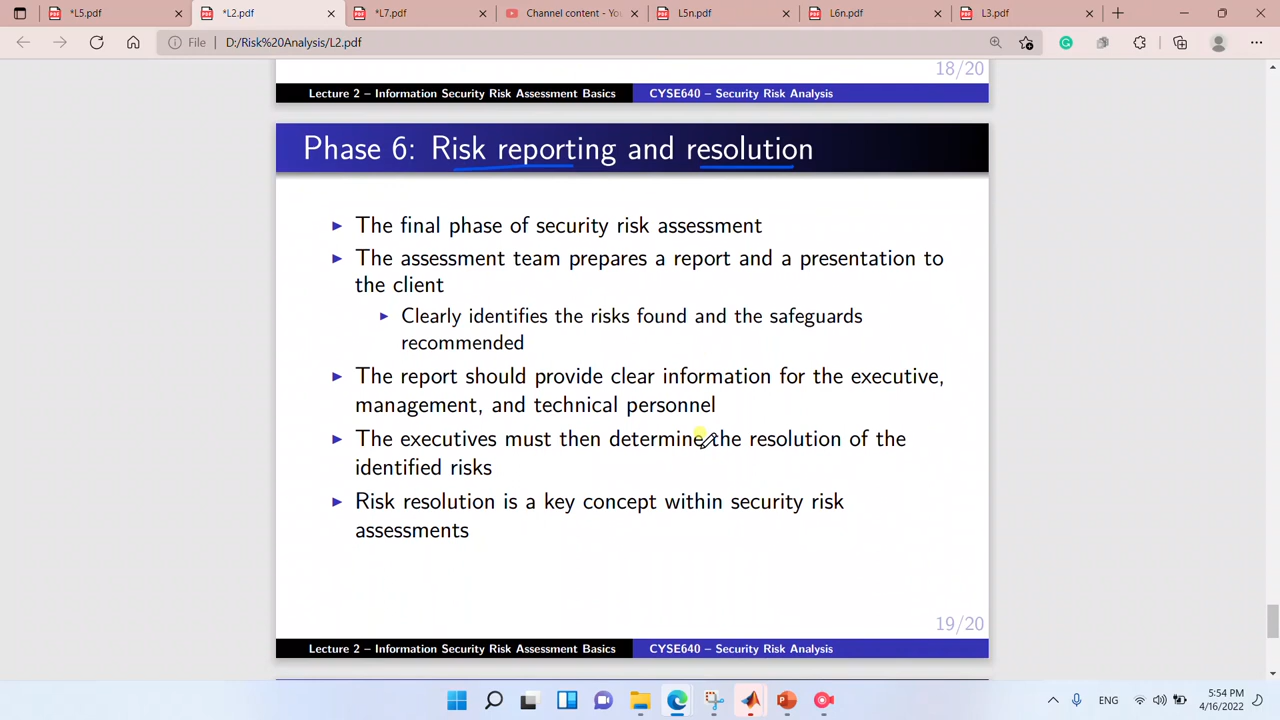 *L5.pdf
*L2.pdf
*L7.pdf
Channel content - Yo
L5n.pdf
L6n.pdf
L3.pdf
File
D:/Risk%20Analysis/L2.pdf
18/20
Lecture 2 – Information Security Risk Assessment Basics
CYSE640 – Security Risk Analysis
Phase 6: Risk reporting and resolution
The final phase of security risk assessment
The assessment team prepares a report and a presentation to
the client
Clearly identifies the risks found and the safeguards
recommended
The report should provide clear information for the executive,
management, and technical personnel
The executives must then determine the resolution of the
identified risks
Risk resolution is a key concept within security risk
assessments
19/20
Lecture 2 – Information Security Risk Assessment Basics
CYSE640 – Security Risk Analysis
ENG
5:54 PM
4/16/2022